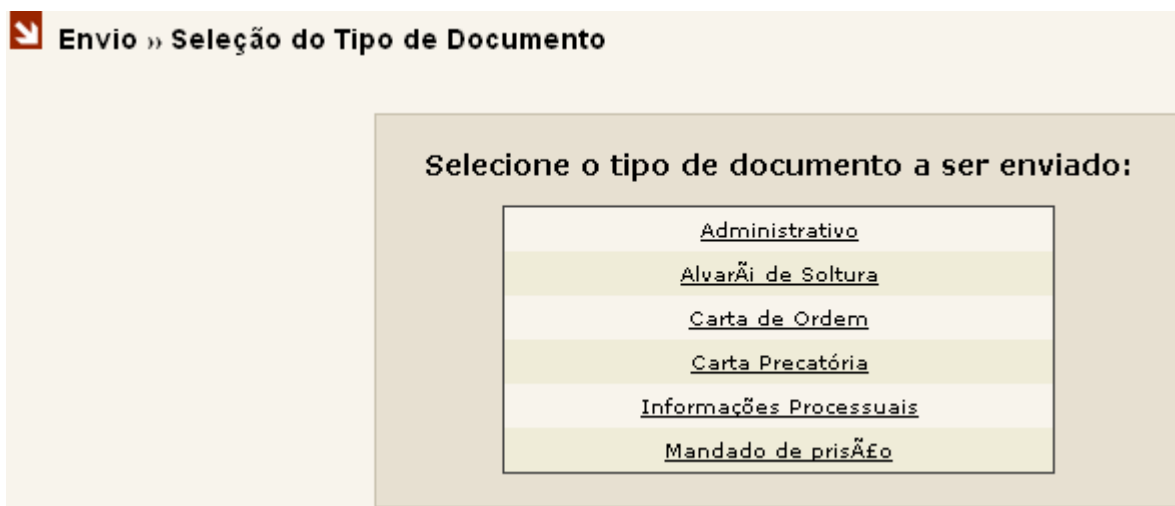 Envio » Seleção do Tipo de Documento
Selecione o tipo de documento a ser enviado:
Administrativo
AlvarÃ¡ de Soltura
Carta de Ordem
Carta Precatória
Informações Processuais
Mandado de prisÃ£o